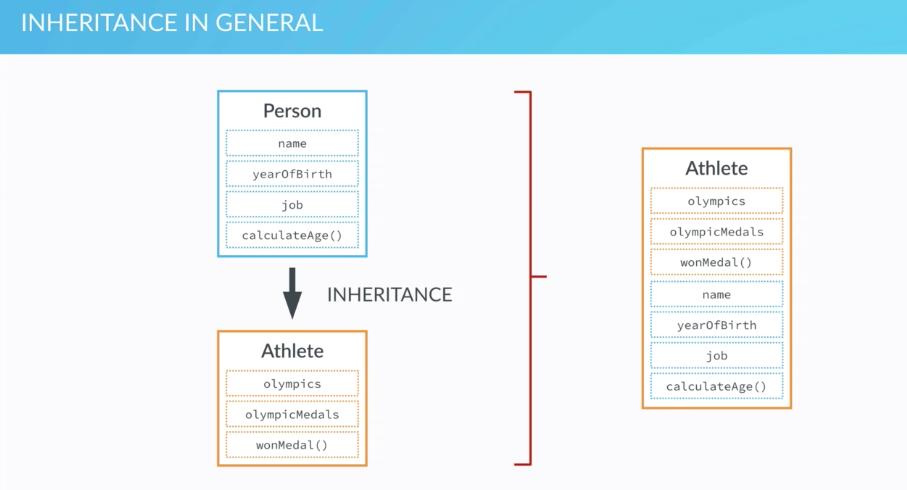 INHERITANCE IN GENERAL
Person
name
yearOfBirth
job
calculateAge()
INHERITANCE
Athlete
olympics
olympicMedals
wonMedal()
Athlete
olympics
olympicMedals
wonMedal()
name
yearOfBirth
job
calculateAge()